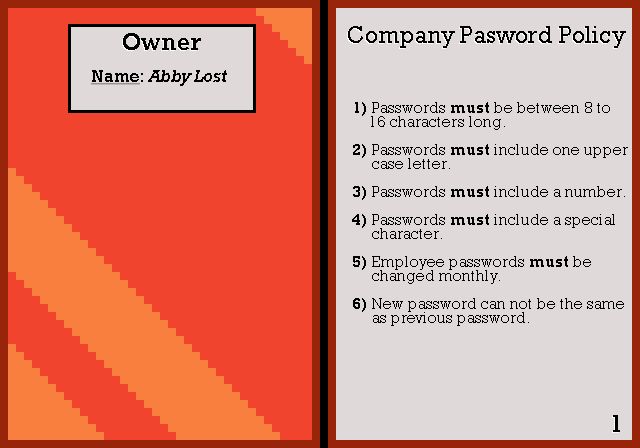 Owner
Name: Abby Lost
Company Pasword Policy
1) Passwords must be between 8 to
16 characters long.
2) Passwords must include one upper
case letter.
3) Passwords must include a number.
4) Passwords must include a special
character.
5) Employee passwords must be
changed monthly.
6) New password can not be the same
as previous password.
1